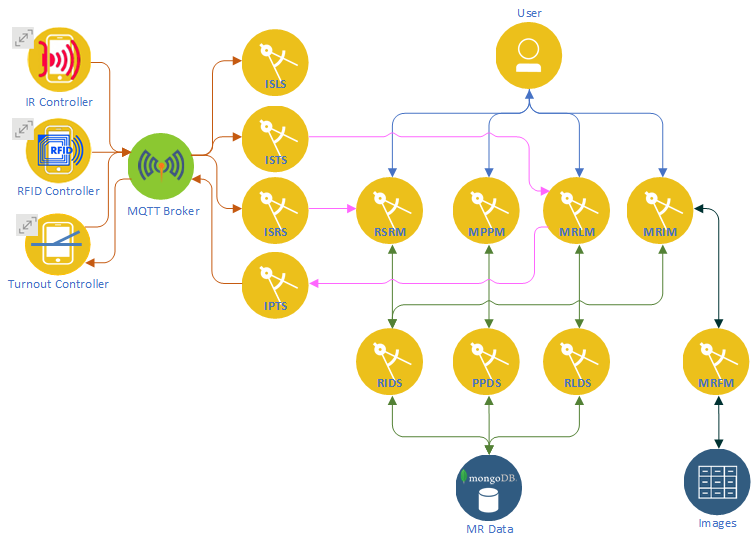 User
IR Controller
ISLS
RFID
RFID Controller
ISTS
MQTT Broker
ISRS
RSRM
MPPM
MRLM
MRIM
Turnout Controller
IPTS
RIDS
PPDS
RLDS
MRFM
mongoDB
MR Data
Images